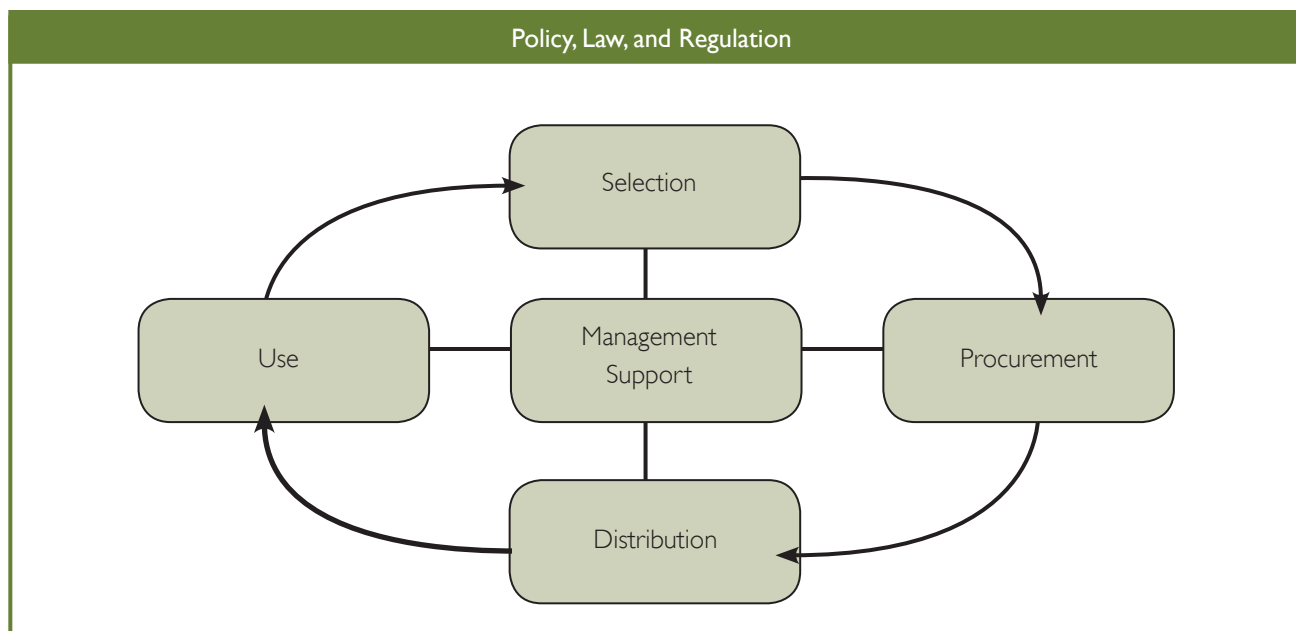 Policy, Law, and Regulation
Selection
Use
Management
Support
Procurement
Distribution